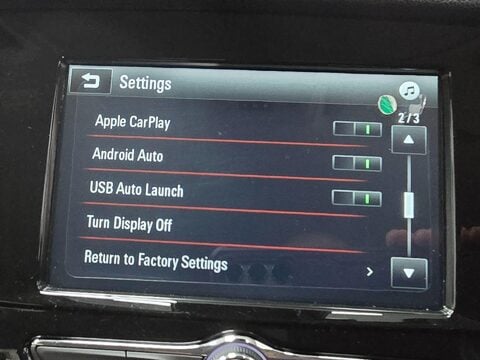 Settings
2/3
Apple CarPlay
Android Auto
USB Auto Launch
Turn Display Off
Return to Factory Settings